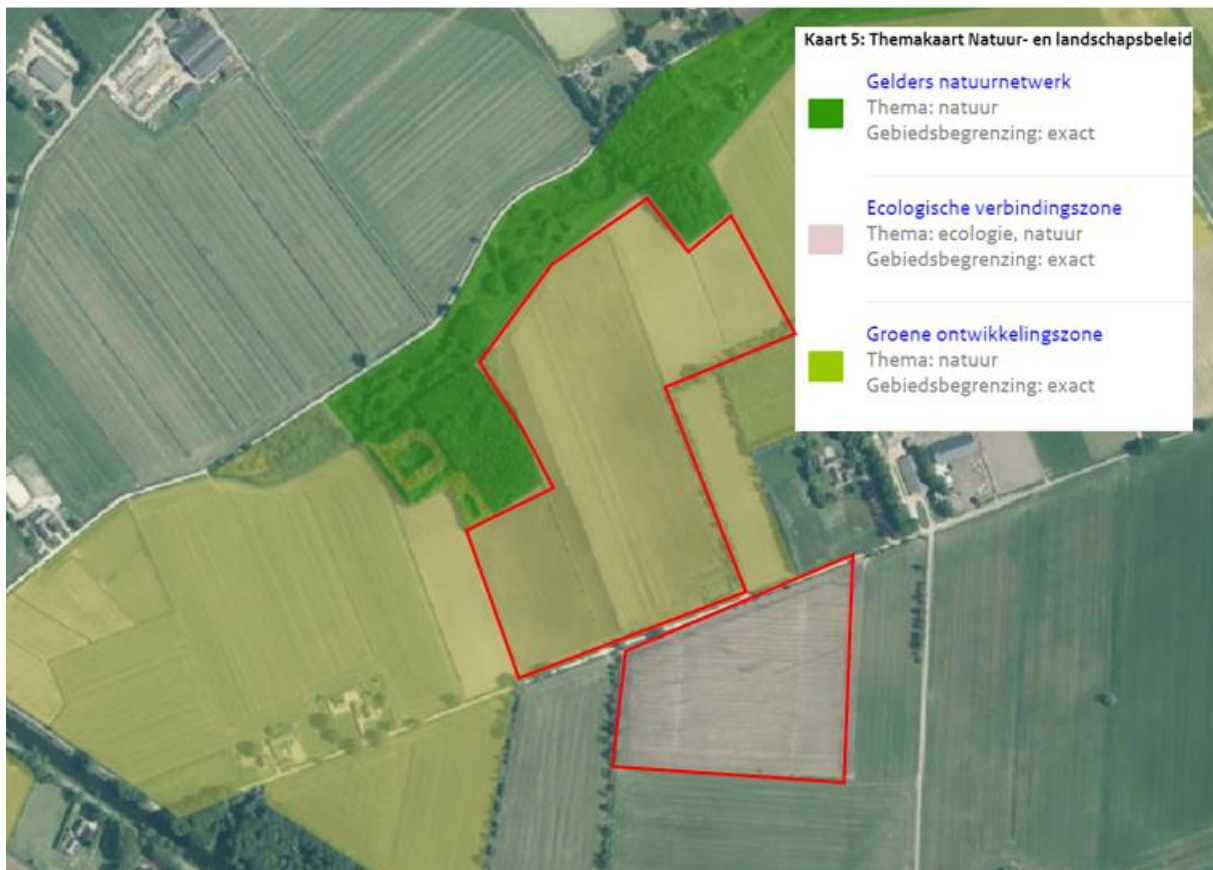 Kaart 5: Themakaart Natuur- en landschapsbeleid
Gelders natuurnetwerk
Thema: natuur
Gebiedsbegrenzing: exact
Ecologische verbindingszone
Thema: ecologie, natuur
Gebiedsbegrenzing: exact
Groene ontwikkelingszone
Thema: natuur
Gebiedsbegrenzing: exact